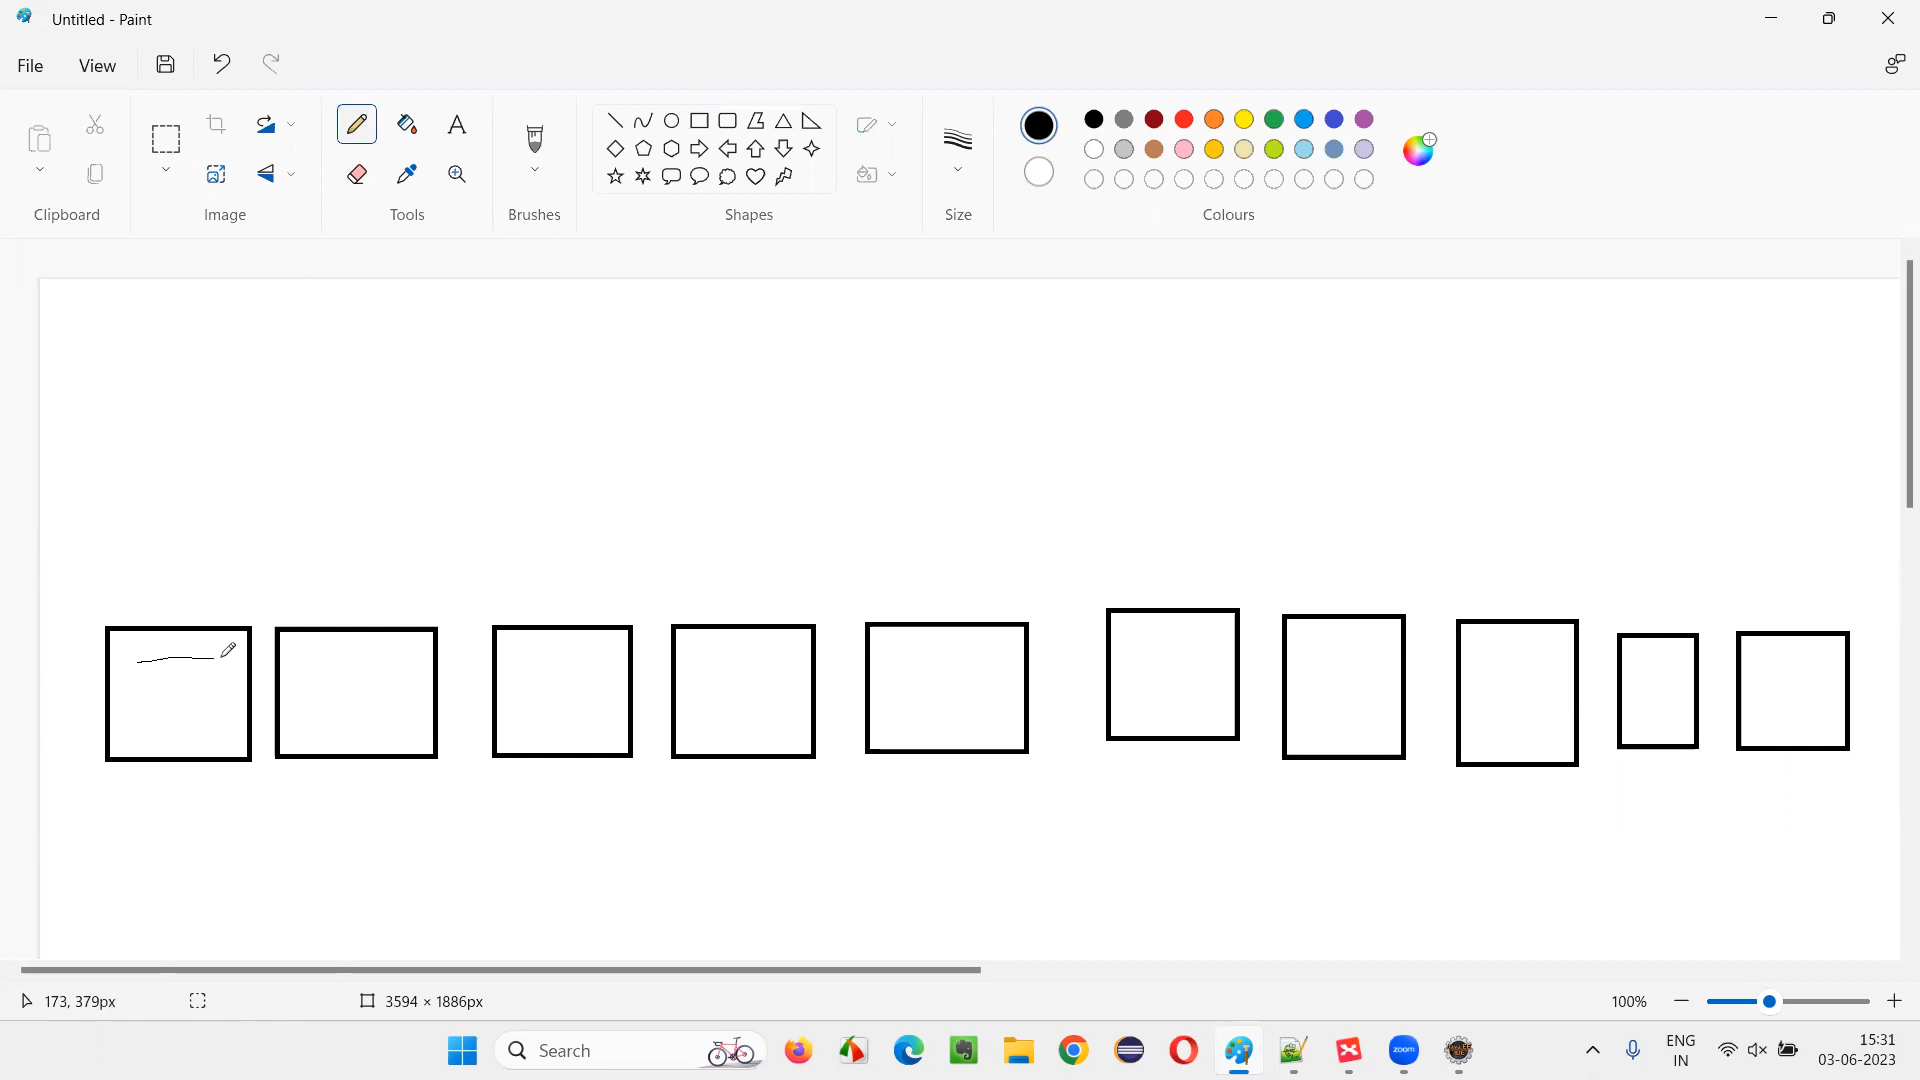 Untitled - Paint
File View
Clipboard Image Tools Brushes Shapes Size Colours
173, 379px 3594 × 1886px 100%
Search zoom ENG 15:31
IN 03-06-2023